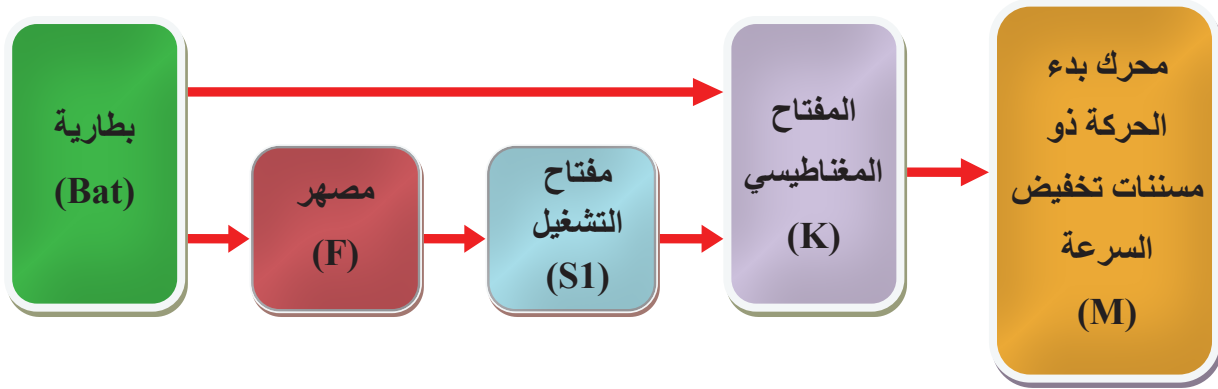 بطارية
(Bat)
مصهر
(F)
مفتاح
التشغيل
(S1)
المفتاح
المغناطيسي
(K)
محرك بدء
الحركة ذو
مسننات تخفيض
السرعة
(M)